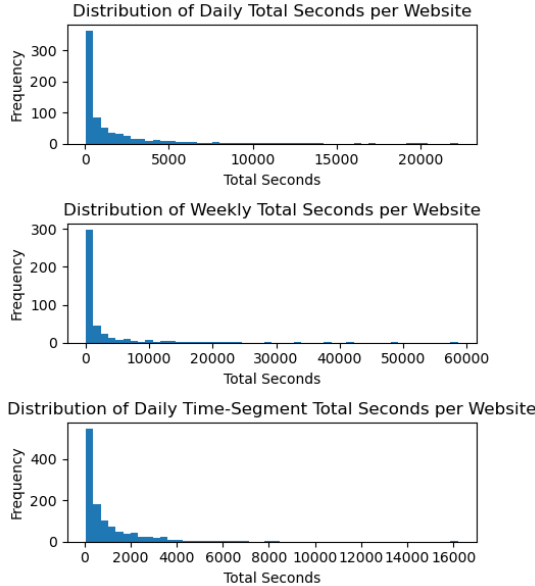 Distribution of Daily Total Seconds per Website
Frequency
300
200
100
0
0 5000 10000 15000 20000
Total Seconds
Distribution of Weekly Total Seconds per Website
Frequency
300
200
100
0
0 10000 20000 30000 40000 50000 60000
Total Seconds
Distribution of Daily Time-Segment Total Seconds per Website
Frequency
400
200
0
0 2000 4000 6000 8000 10000 12000 14000 16000
Total Seconds